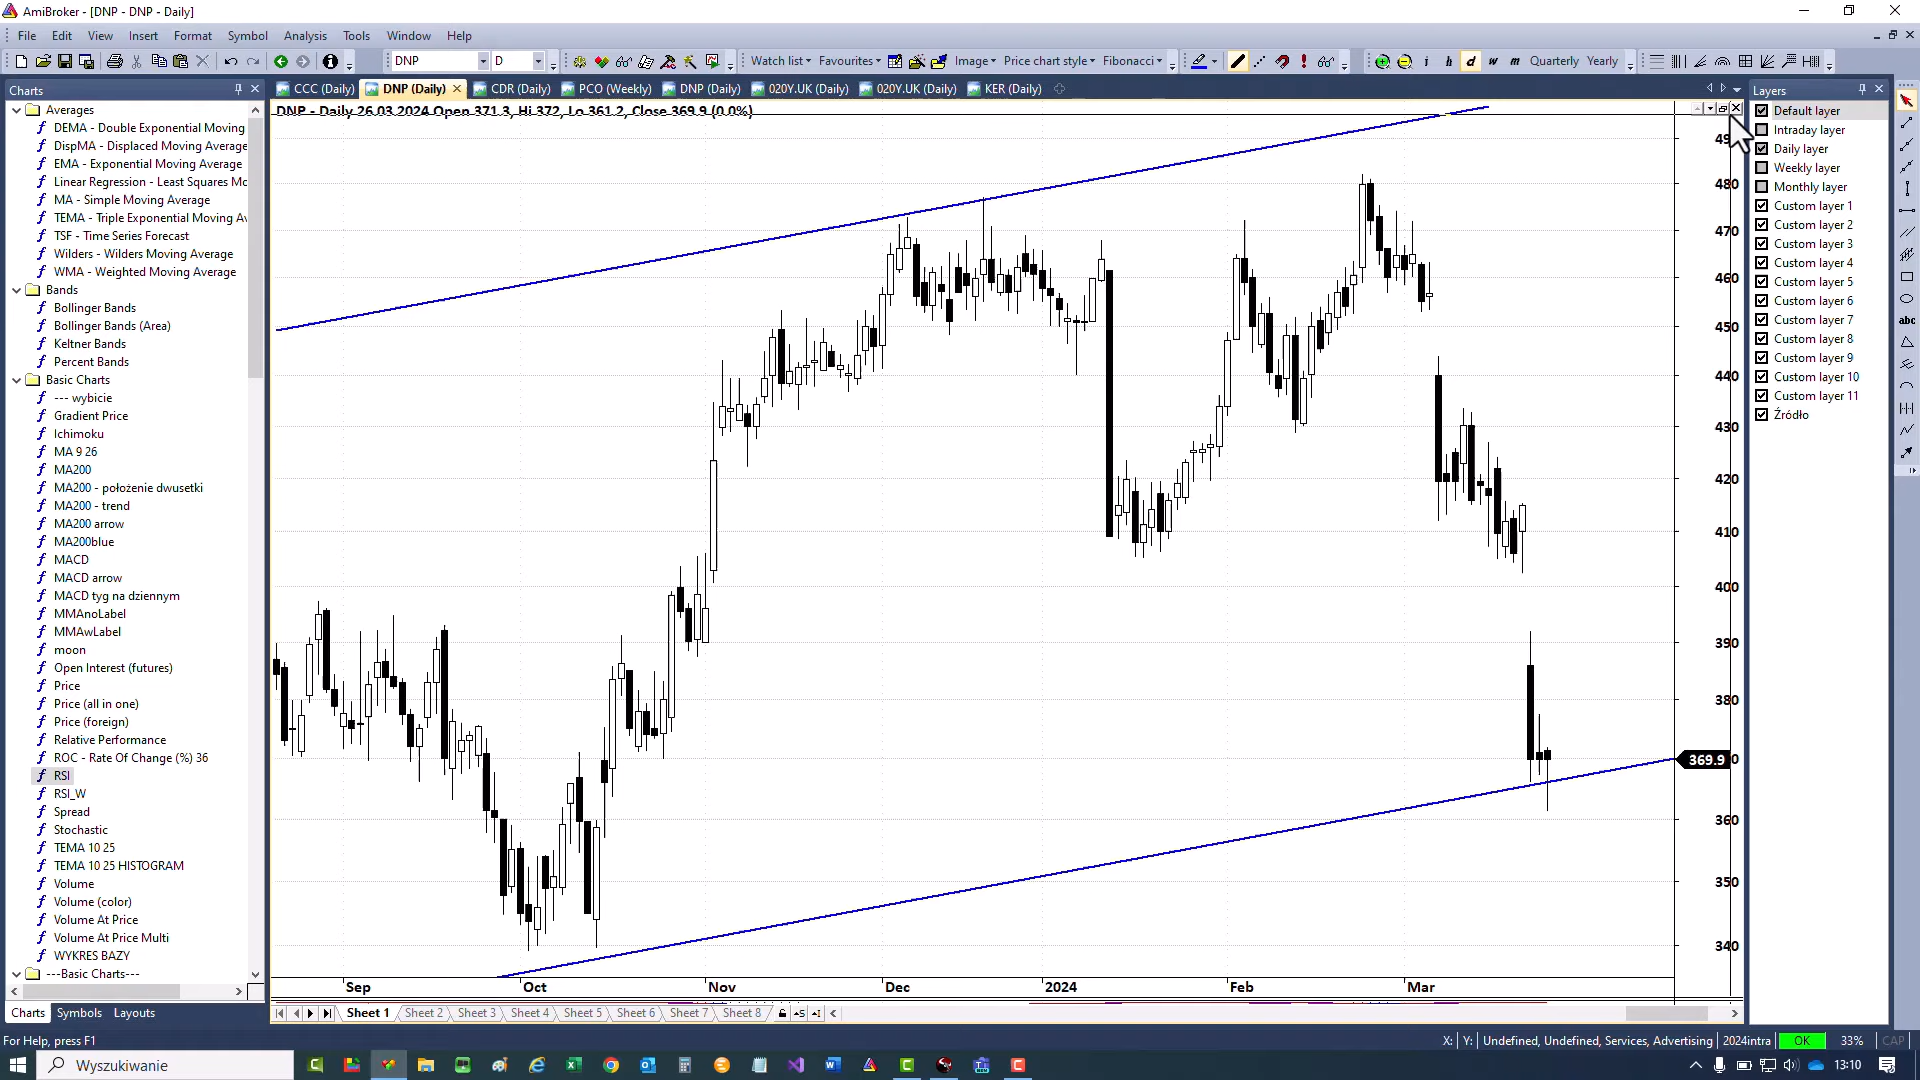 AmiBroker - [DNP - DNP - Daily]
File Edit View Insert Format Symbol Analysis Tools Window Help
DNP D Watch list Favourites Image Price chart style Fibonacci i h d w m Quarterly Yearly
Charts
CCC (Daily) DNP (Daily) CDR (Daily) PCO (Weekly) DNP (Daily) 020Y.UK (Daily) 020Y.UK (Daily) KER (Daily)
Layers
Averages
DEMA - Double Exponential Moving
DispMA - Displaced Moving Average
EMA - Exponential Moving Average
Linear Regression - Least Squares Mo
MA - Simple Moving Average
TEMA - Triple Exponential Moving Av
TSF - Time Series Forecast
Wilders - Wilders Moving Average
WMA - Weighted Moving Average
Bands
Bollinger Bands
Bollinger Bands (Area)
Keltner Bands
Percent Bands
Basic Charts
--- wybicie
Gradient Price
Ichimoku
MA 9 26
MA200
MA200 - położenie dwusetki
MA200 - trend
MA200 arrow
MA200blue
MACD
MACD arrow
MACD tyg na dziennym
MMAnoLabel
MMAwLabel
moon
Open Interest (futures)
Price
Price (all in one)
Price (foreign)
Relative Performance
ROC - Rate Of Change (%) 36
RSI
RSI_W
Spread
Stochastic
TEMA 10 25
TEMA 10 25 HISTOGRAM
Volume
Volume (color)
Volume At Price
Volume At Price Multi
WYKRES BAZY
---Basic Charts---
Charts Symbols Layouts
DNP - Daily 26.03.2024 Open 371.3, Hi 372, Lo 361.2, Close 369.9 (0.0%)
480
470
460
450
440
430
420
410
400
390
380
369.9
360
350
340
Sep Oct Nov Dec 2024 Feb Mar
Sheet 1 Sheet 2 Sheet 3 Sheet 4 Sheet 5 Sheet 6 Sheet 7 Sheet 8
Default layer
Intraday layer
Daily layer
Weekly layer
Monthly layer
Custom layer 1
Custom layer 2
Custom layer 3
Custom layer 4
Custom layer 5
Custom layer 6
Custom layer 7
Custom layer 8
Custom layer 9
Custom layer 10
Custom layer 11
Źródło
abc
For Help, press F1
X: Y: Undefined, Undefined, Services, Advertising 2024intra OK 33% CAP
Wyszukiwanie
13:10